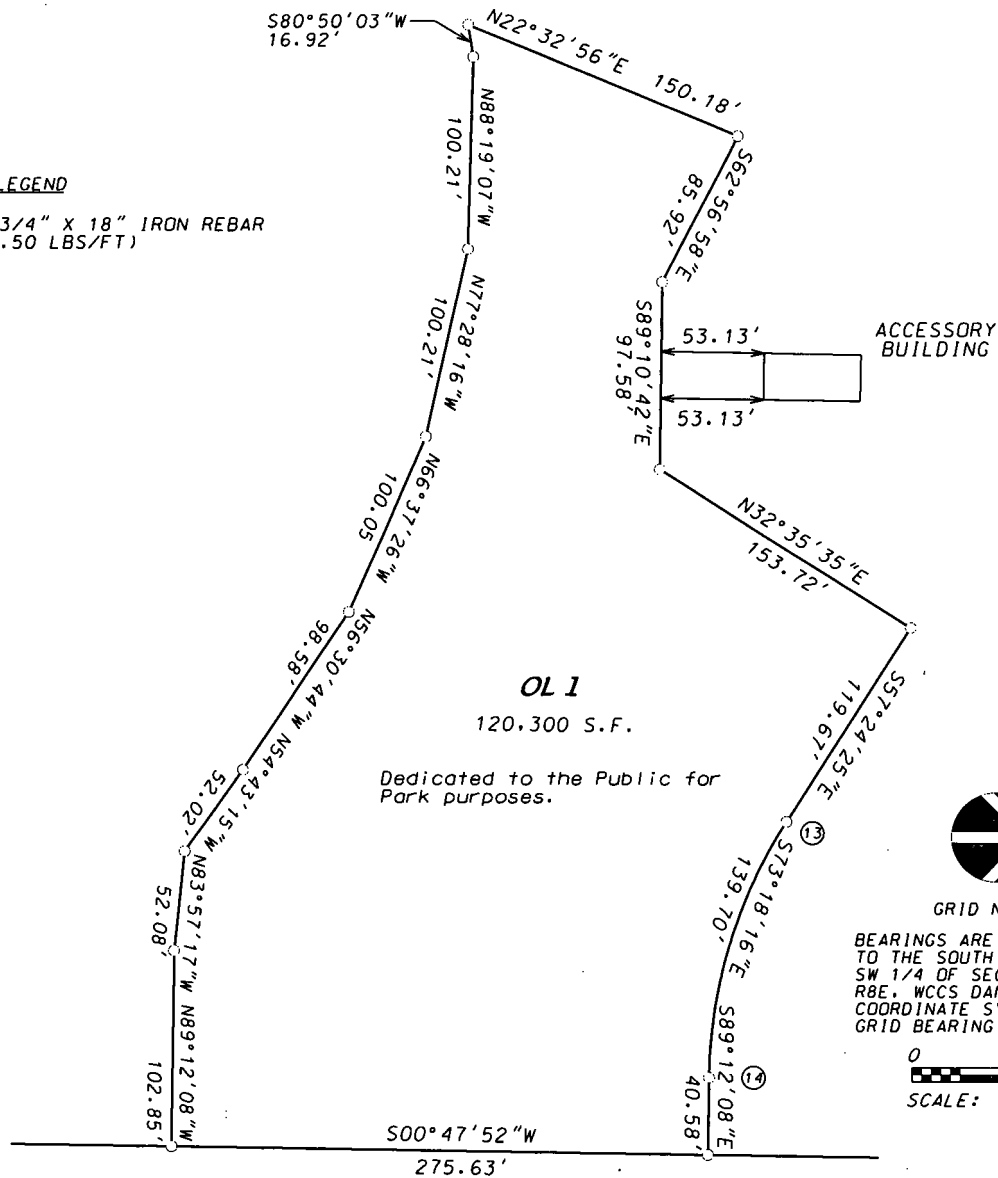 S80°50'03"W
16.92'
N22°32'56"E 150.18'
N88°19'07"W
100.21'
S62°56'58"E
85.92'
LEGEND
3/4" X 18" IRON REBAR
.50 LBS/FT)
N77°28'16"W
100.21'
S89°10'42"E
97.58'
53.13'
53.13'
ACCESSORY
BUILDING
N66°37'26"W
100.05
N32°35'35"E
153.72'
N56°30'44"W
98.58'
OL 1
120,300 S.F.
Dedicated to the Public for
Park purposes.
S57°24'25"E
119.67'
N54°43'15"W
52.02'
13
S73°18'16"E
139.70'
N83°57'17"W
52.08'
GRID N
BEARINGS ARE
TO THE SOUTH
SW 1/4 OF SEC
R8E, WCCS DAN
COORDINATE SY
GRID BEARING
0
SCALE:
N89°12'08"W
102.85'
S89°12'08"E
40.58'
14
S00°47'52"W
275.63'